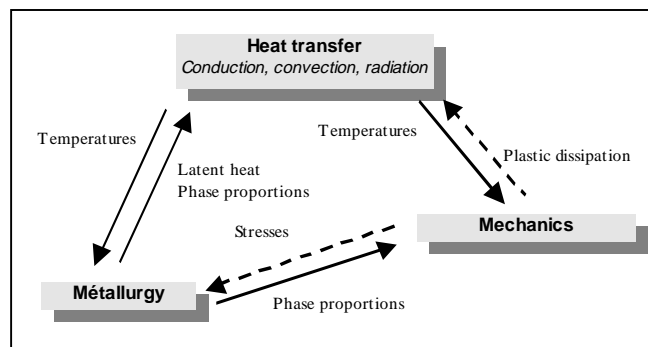 Heat transfer
Conduction, convection, radiation
Temperatures
Latent heat
Phase proportions
Temperatures
Plastic dissipation
Stresses
Mechanics
Métallurgy
Phase proportions